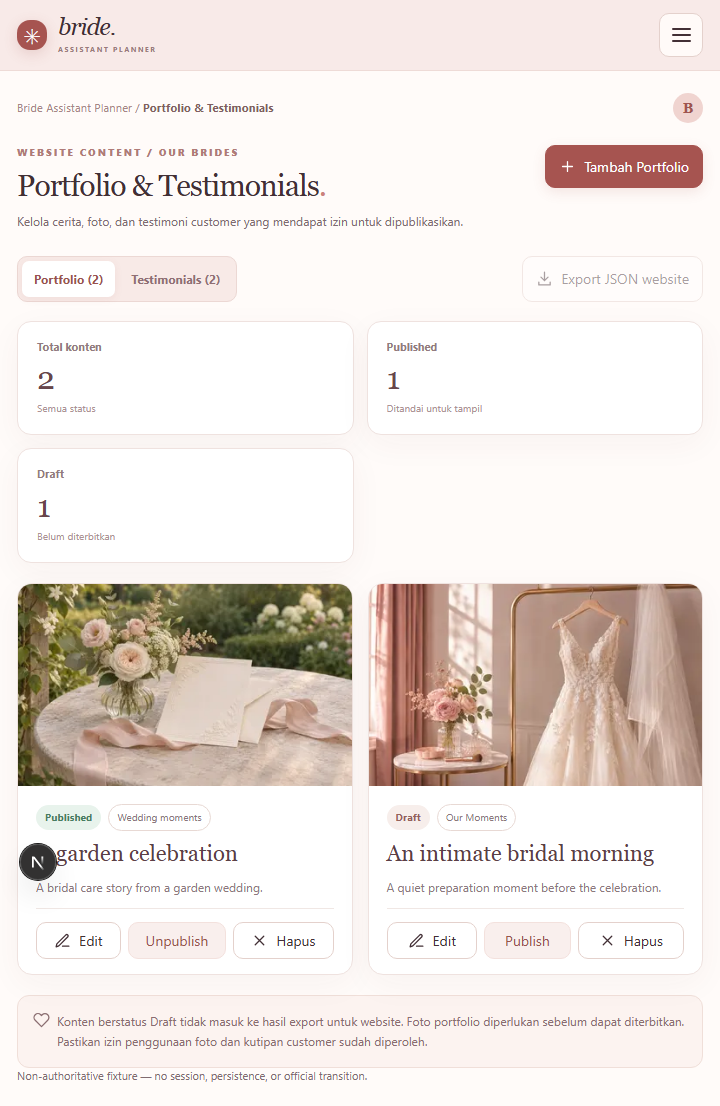 bride.
ASSISTANT PLANNER
Bride Assistant Planner / Portfolio & Testimonials
B
WEBSITE CONTENT / OUR BRIDES
Portfolio & Testimonials.
Tambah Portfolio
Kelola cerita, foto, dan testimoni customer yang mendapat izin untuk dipublikasikan.
Portfolio (2)
Testimonials (2)
Export JSON website
Total konten
2
Semua status
Published
1
Ditandai untuk tampil
Draft
1
Belum diterbitkan
Published
Wedding moments
garden celebration
A bridal care story from a garden wedding.
Edit
Unpublish
Hapus
Draft
Our Moments
An intimate bridal morning
A quiet preparation moment before the celebration.
Edit
Publish
Hapus
N
Konten berstatus Draft tidak masuk ke hasil export untuk website. Foto portfolio diperlukan sebelum dapat diterbitkan.
Pastikan izin penggunaan foto dan kutipan customer sudah diperoleh.
Non-authoritative fixture — no session, persistence, or official transition.